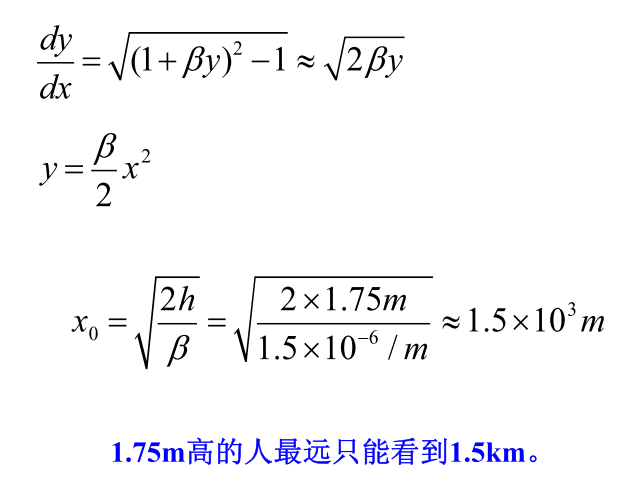 dy/dx = √((1+βy)² −1) ≈ √(2βy)
y = β/2 x²
x₀ = √(2h/β) = √((2×1.75m)/(1.5×10⁻⁶ / m)) ≈ 1.5×10³ m
1.75m高的人最远只能看到1.5km。